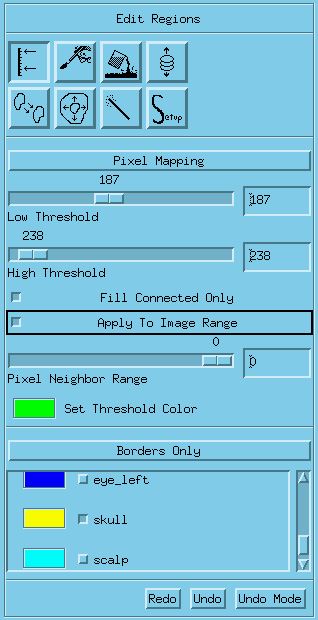 Edit Regions
Setup
Pixel Mapping
187
187
Low Threshold
238
238
High Threshold
Fill Connected Only
Apply To Image Range
0
0
Pixel Neighbor Range
Set Threshold Color
Borders Only
eye_left
skull
scalp
Redo Undo Undo Mode